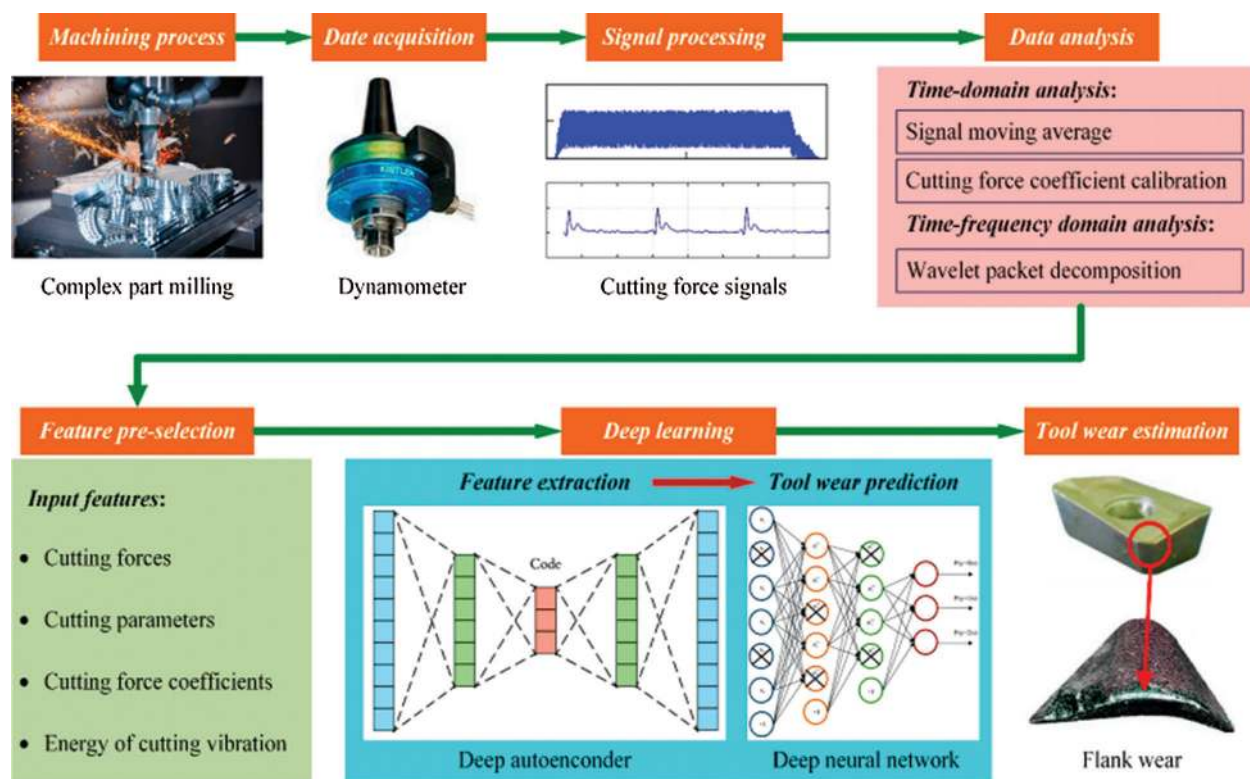 Machining process
Date acquisition
Signal processing
Data analysis
Complex part milling
KISTLER
Dynamometer
Cutting force signals
Time-domain analysis:
Signal moving average
Cutting force coefficient calibration
Time-frequency domain analysis:
Wavelet packet decomposition
Feature pre-selection
Deep learning
Tool wear estimation
Input features:
• Cutting forces
• Cutting parameters
• Cutting force coefficients
• Energy of cutting vibration
Feature extraction
Tool wear prediction
Code
Deep autoenconder
Deep neural network
Flank wear